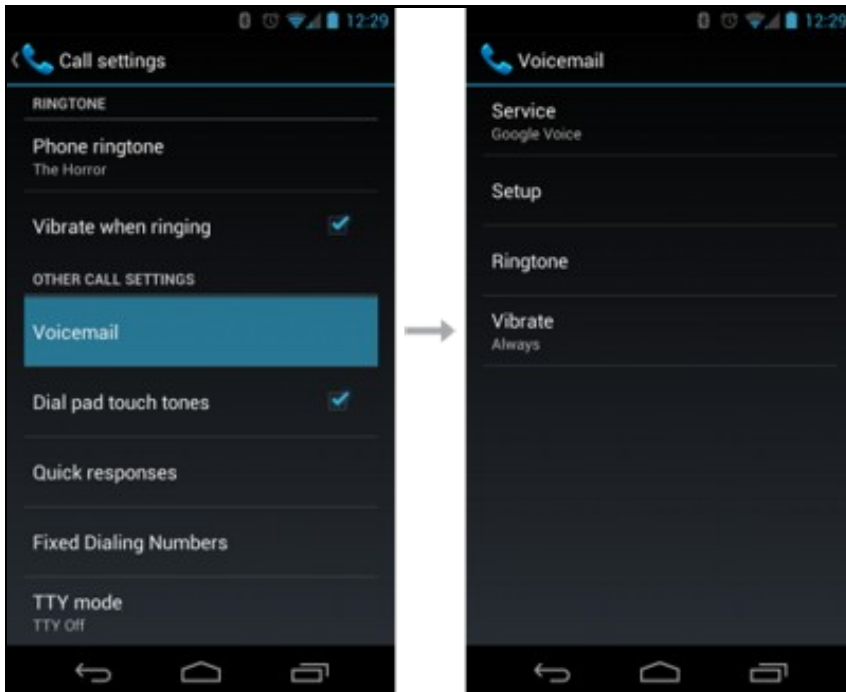 12:29
Call settings
RINGTONE
Phone ringtone
The Horror
Vibrate when ringing
OTHER CALL SETTINGS
Voicemail
Dial pad touch tones
Quick responses
Fixed Dialing Numbers
TTY mode
TTY Off
12:29
Voicemail
Service
Google Voice
Setup
Ringtone
Vibrate
Always